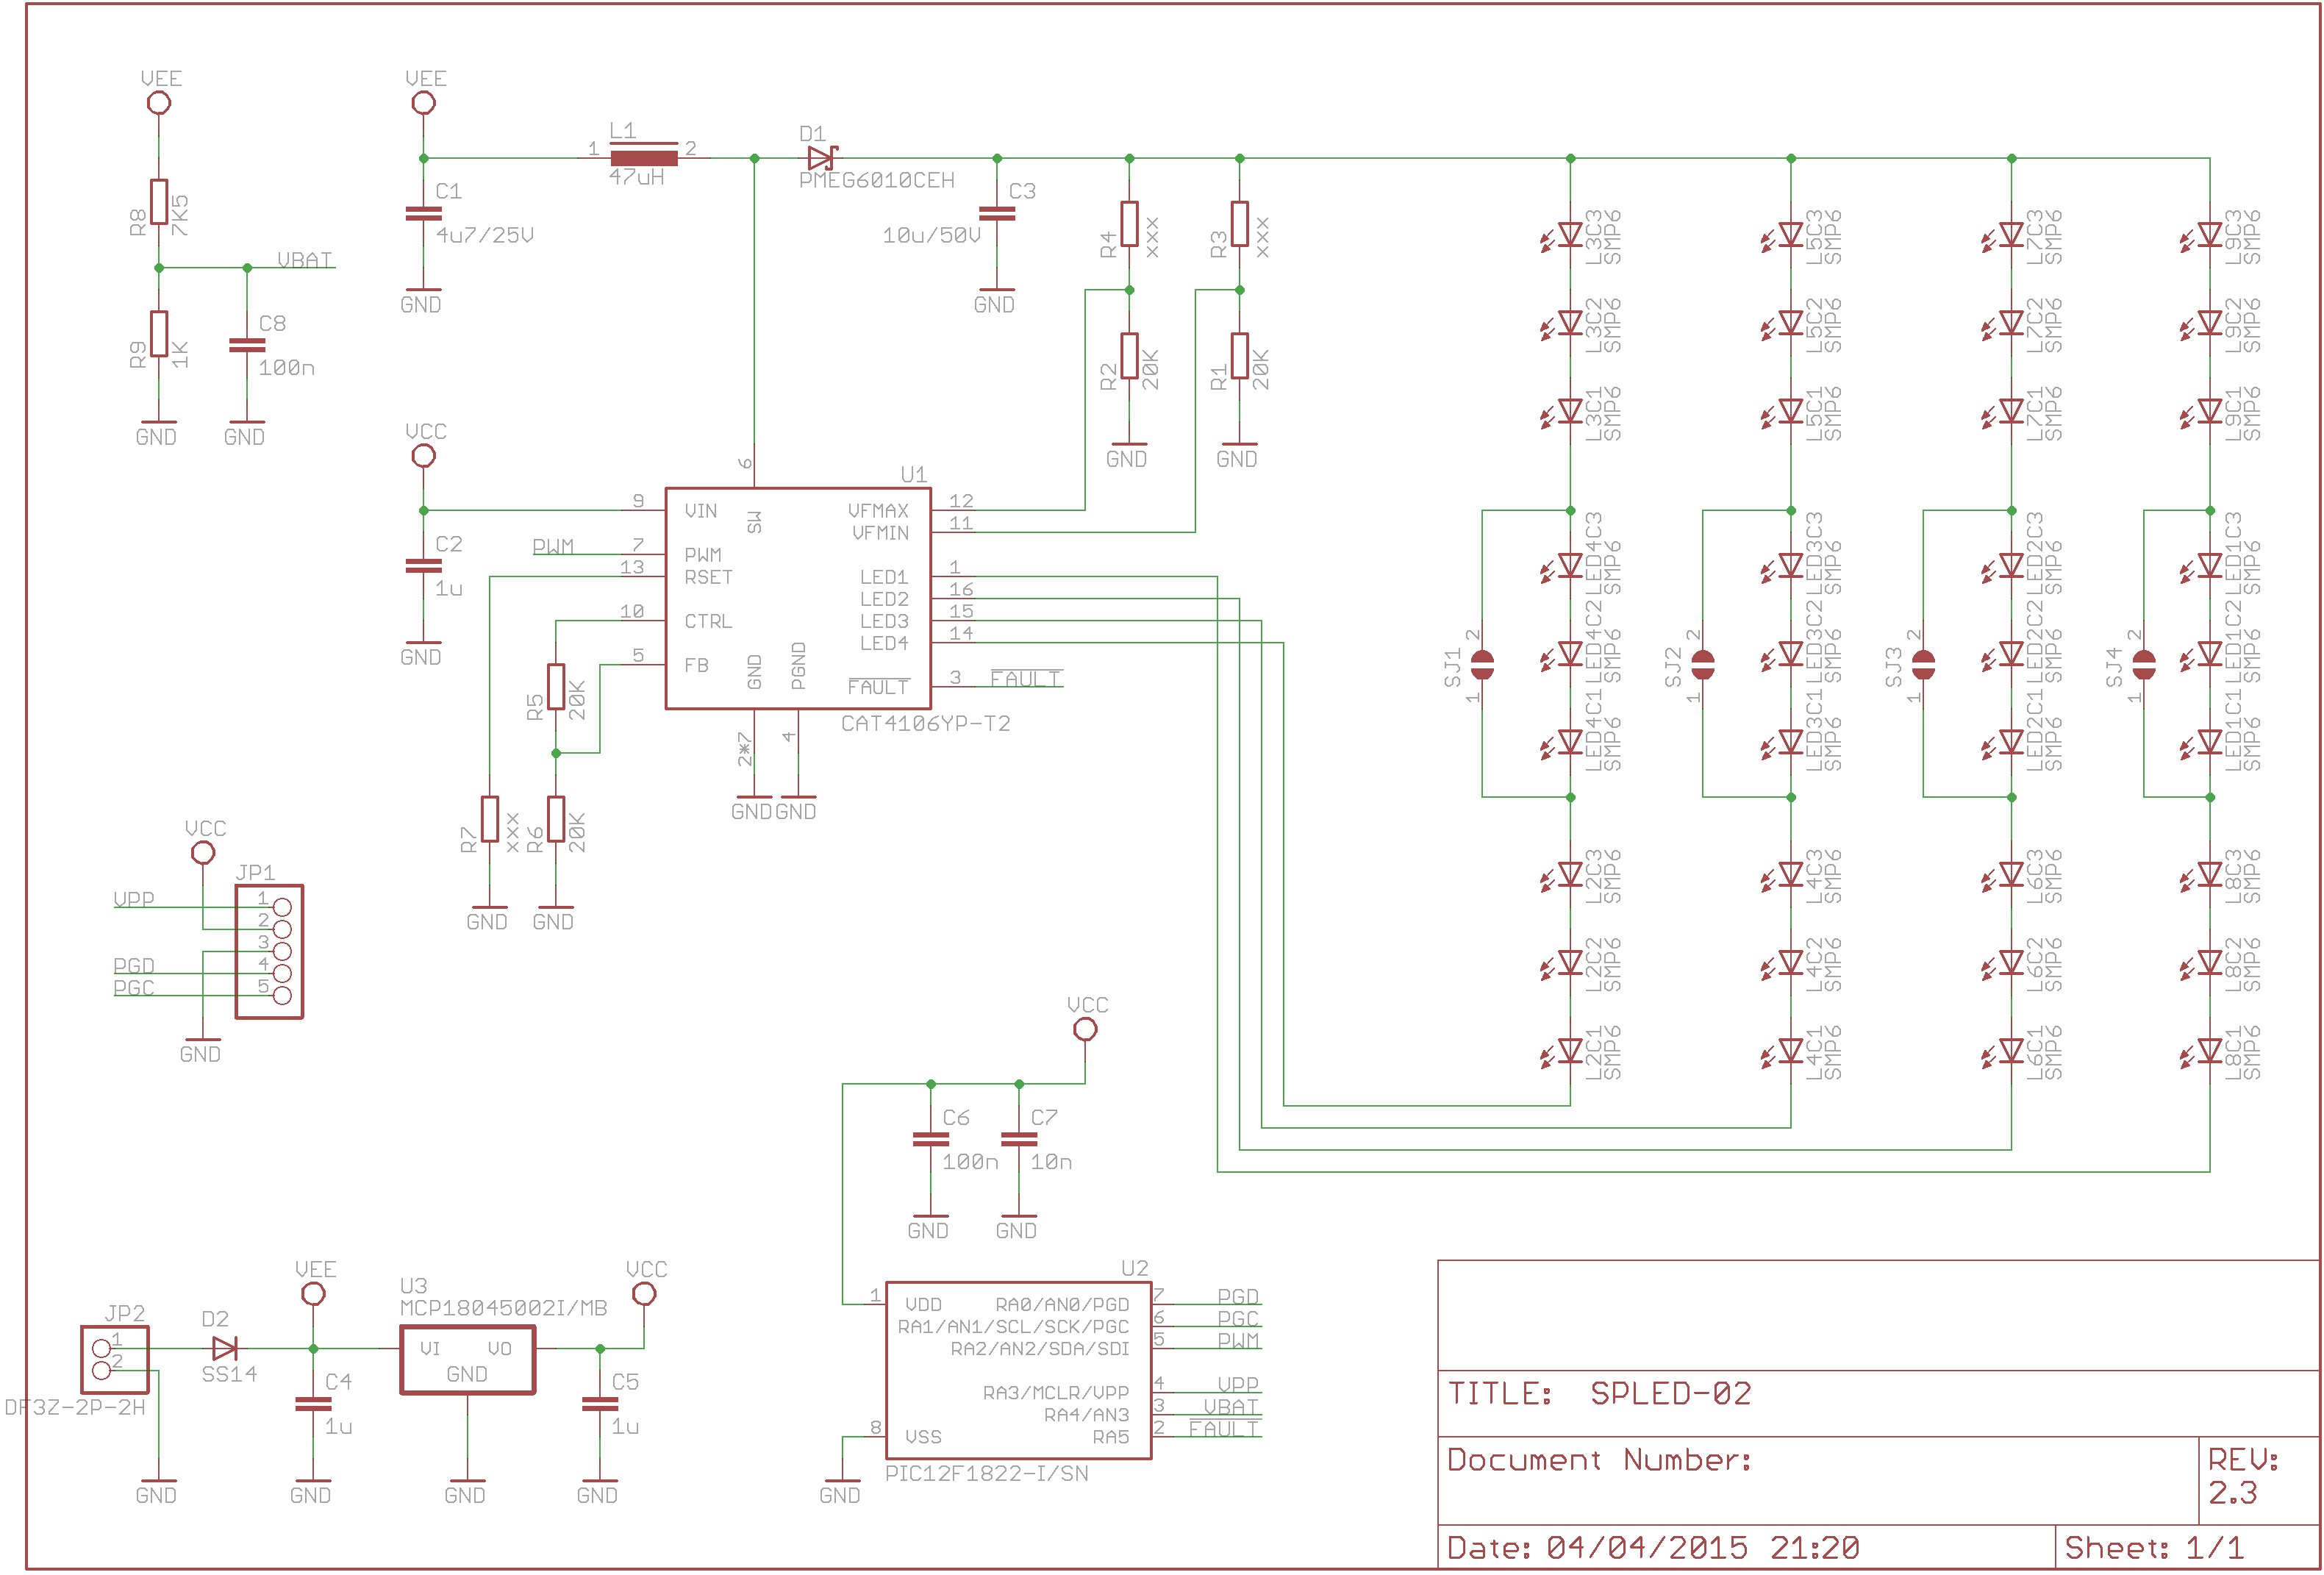 VEE
R8
7K5
VBAT
R9
1K
C8
100n
GND
GND
VEE
C1
4u7/25V
GND
L1
1
2
47uH
D1
PMEG6010CEH
C3
10u/50V
GND
R4
xxx
R3
xxx
R2
20K
R1
20K
GND
GND
VCC
C2
1u
GND
U1
6
SW
9
VIN
PWM
7
PWM
13
RSET
10
CTRL
5
FB
VFMAX
12
VFMIN
11
LED1
1
LED2
16
LED3
15
LED4
14
FAULT
3
FAULT
GND
PGND
2*7
4
CAT4106YP-T2
GND
GND
R5
20K
R7
xxx
R6
20K
GND
GND
L3C3
SMP6
L5C3
SMP6
L7C3
SMP6
L9C3
SMP6
L3C2
SMP6
L5C2
SMP6
L7C2
SMP6
L9C2
SMP6
L3C1
SMP6
L5C1
SMP6
L7C1
SMP6
L9C1
SMP6
LED4C3
SMP6
LED3C3
SMP6
LED2C3
SMP6
LED1C3
SMP6
SJ1
2
1
SJ2
2
1
SJ3
2
1
SJ4
2
1
LED4C2
SMP6
LED3C2
SMP6
LED2C2
SMP6
LED1C2
SMP6
LED4C1
SMP6
LED3C1
SMP6
LED2C1
SMP6
LED1C1
SMP6
L2C3
SMP6
L4C3
SMP6
L6C3
SMP6
L8C3
SMP6
L2C2
SMP6
L4C2
SMP6
L6C2
SMP6
L8C2
SMP6
L2C1
SMP6
L4C1
SMP6
L6C1
SMP6
L8C1
SMP6
VCC
JP1
VPP
1
2
3
PGD
4
PGC
5
GND
VCC
C6
100n
C7
10n
GND
GND
JP2
1
2
DF3Z-2P-2H
GND
D2
SS14
VEE
C4
1u
GND
U3
MCP18045002I/MB
VI
VO
GND
GND
VCC
C5
1u
GND
U2
1
VDD
RA0/AN0/PGD
7
PGD
RA1/AN1/SCL/SCK/PGC
6
PGC
RA2/AN2/SDA/SDI
5
PWM
RA3/MCLR/VPP
4
VPP
RA4/AN3
3
VBAT
8
VSS
RA5
2
FAULT
PIC12F1822-I/SN
GND
TITLE: SPLED-02
Document Number:
REV:
2.3
Date: 04/04/2015 21:20
Sheet: 1/1